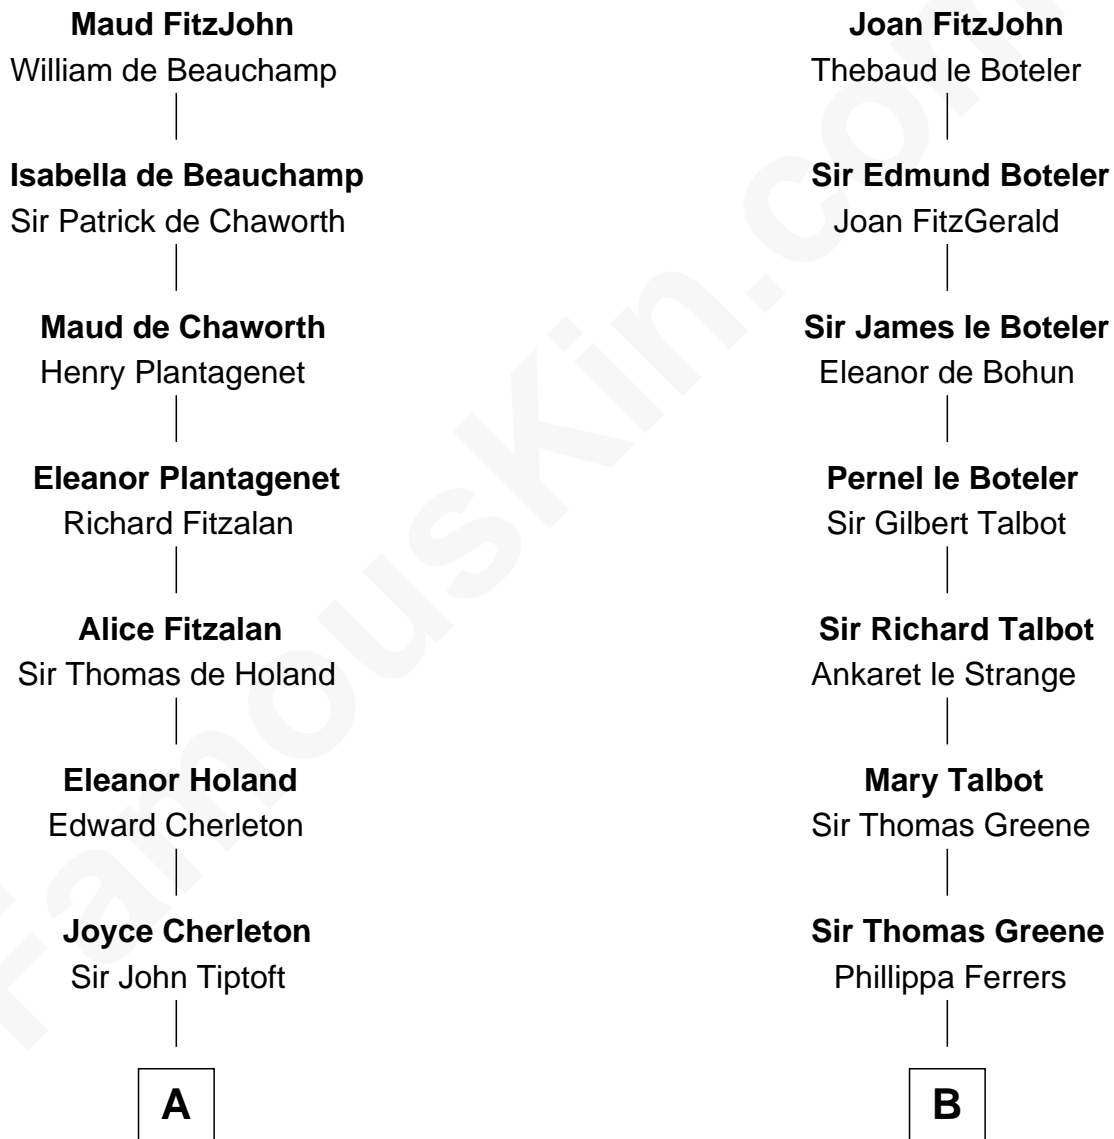 Maud FitzJohn
William de Beauchamp
Isabella de Beauchamp
Sir Patrick de Chaworth
Maud de Chaworth
Henry Plantagenet
Eleanor Plantagenet
Richard Fitzalan
Alice Fitzalan
Sir Thomas de Holand
Eleanor Holand
Edward Cherleton
Joyce Cherleton
Sir John Tiptoft
A
Joan FitzJohn
Thebaud le Boteler
Sir Edmund Boteler
Joan FitzGerald
Sir James le Boteler
Eleanor de Bohun
Pernel le Boteler
Sir Gilbert Talbot
Sir Richard Talbot
Ankaret le Strange
Mary Talbot
Sir Thomas Greene
Sir Thomas Greene
Phillippa Ferrers
B
FamousKin.com